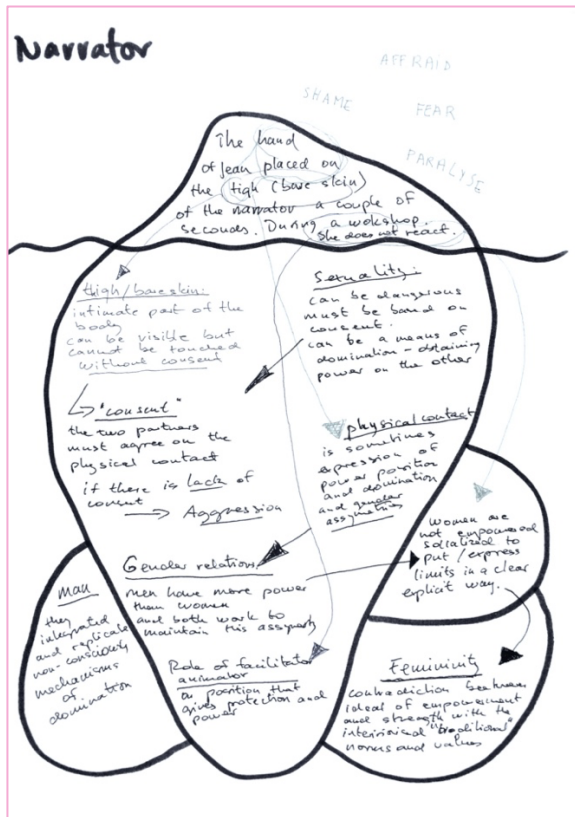 Narrator
AFFRAID
SHAME
FEAR
PARALYSE
The hand
of Jean placed on
the tigh (bare skin)
of the narrator a couple of
seconds. During a wokshop.
She does not react.
thigh/bare skin:
intimate part of the
body
can be visible but
cannot be touched
without consent
"consent"
the two partners
must agree on the
physical contact
if there is lack of
consent
Aggression
Sexuality:
can be dangerous
must be based on
consent.
can be a means of
domination - obtaining
power on the other
physical contact
is sometimes
expression of
power position
and domination
and gender
assymetries
Gender relations
men have more power
than women
and both work to
maintain this
Role of facilitator
animator
a position that
gives protection and
power
man
they
integrated
and replicate
non-consciously
mechanisms
of
domination
Women are
not empowered
socialized to
put/express
limits in a clear
explicit way.
Femininity
contradiction between
ideal of empowerment
and strength with the
"traditional"
norms and values